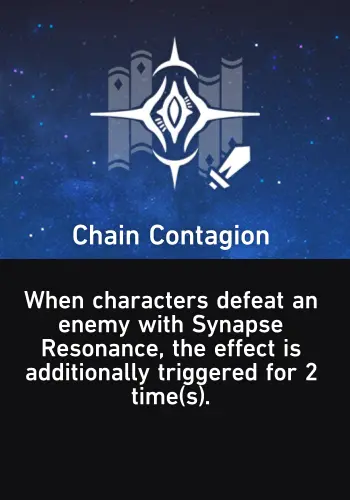 Chain Contagion
When characters defeat an
enemy with Synapse
Resonance, the effect is
additionally triggered for 2
time(s).